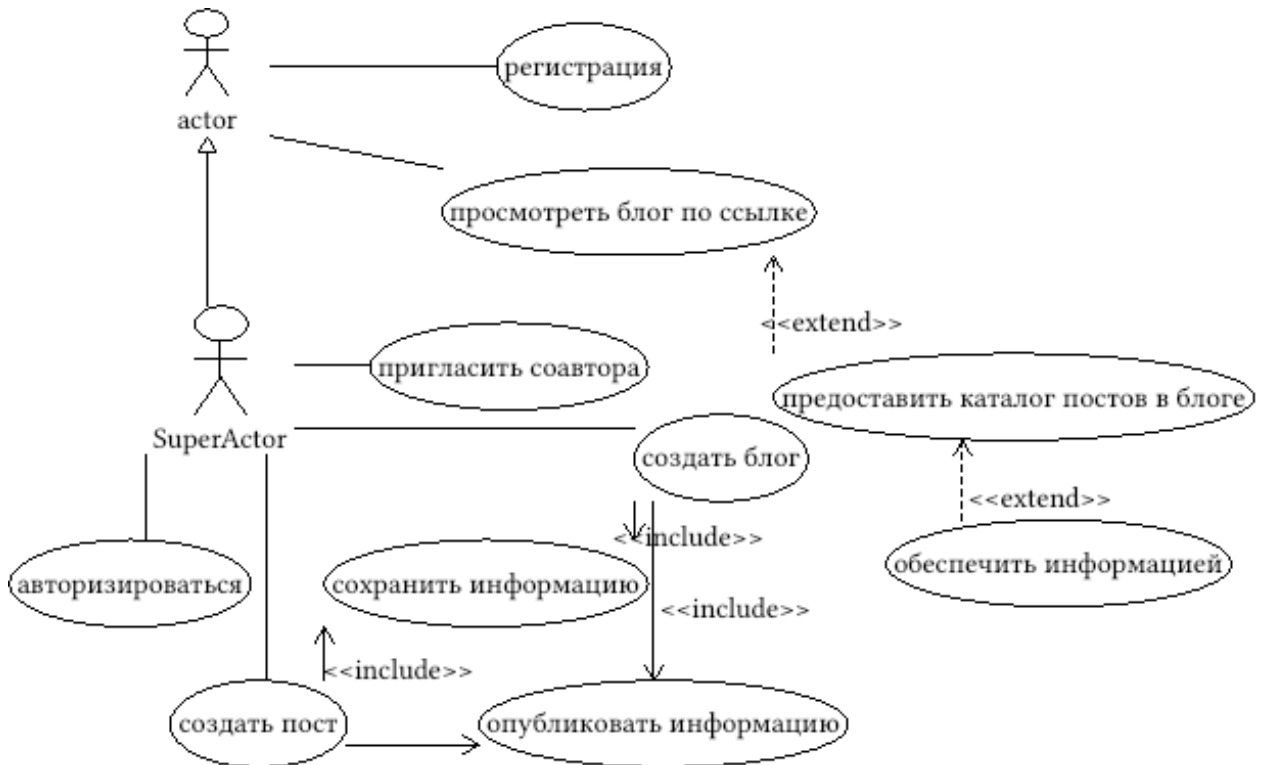 регистрация
actor
просмотреть блог по ссылке
<<extend>>
пригласить соавтора
предоставить каталог постов в блоге
SuperActor
создать блог
<<extend>>
<<include>>
обеспечить информацией
авторизироваться
сохранить информацию
<<include>>
<<include>>
создать пост
опубликовать информацию